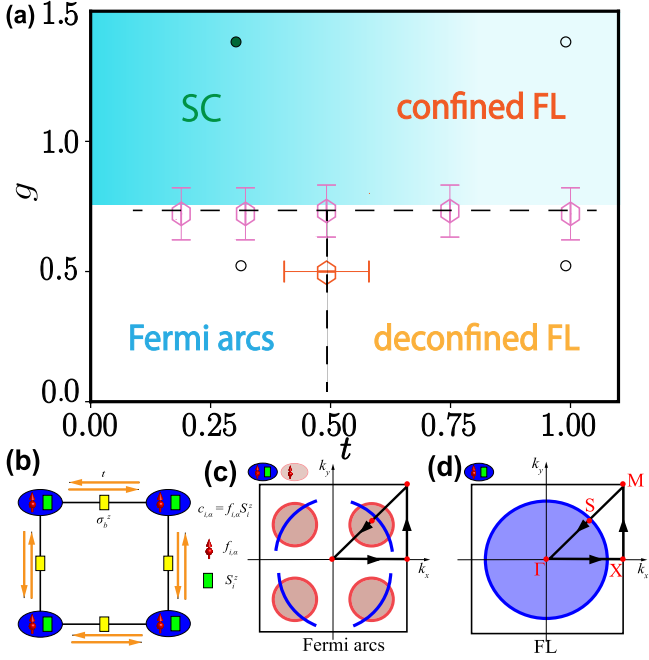 (a)
1.5
1.0
0.5
0.0
g
SC
confined FL
Fermi arcs
deconfined FL
0.00
0.25
0.50
0.75
1.00
t
(b)
t
σ_b^z
c_{i,α} = f_{i,α}S_i^z
f_{i,α}
S_i^z
(c)
k_y
k_x
Fermi arcs
(d)
k_y
M
S
Γ
X
k_x
FL